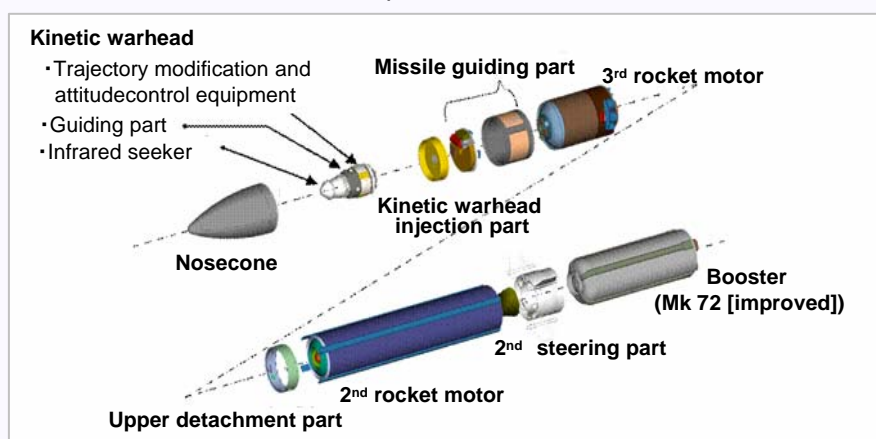 Kinetic warhead
・Trajectory modification and
attitudecontrol equipment
・Guiding part
・Infrared seeker
Missile guiding part
3rd rocket motor
Kinetic warhead
injection part
Nosecone
Booster
(Mk 72 [improved])
2nd steering part
2nd rocket motor
Upper detachment part